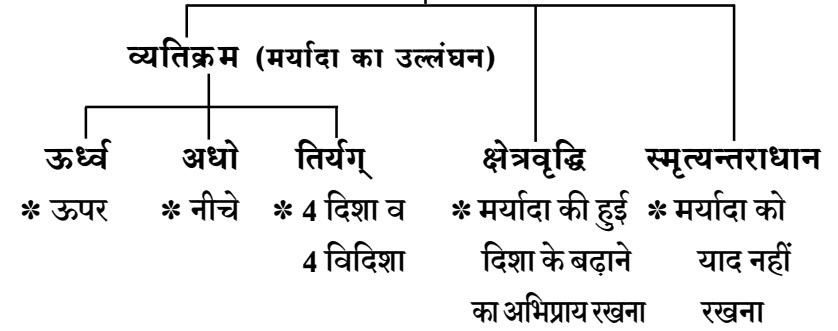 व्यतिक्रम (मर्यादा का उल्लंघन)
ऊर्ध्व अधो तिर्यग् क्षेत्रवृद्धि स्मृत्यन्तराधान
* ऊपर * नीचे * 4 दिशा व * मर्यादा की हुई * मर्यादा को
4 विदिशा दिशा के बढ़ाने याद नहीं
का अभिप्राय रखना रखना